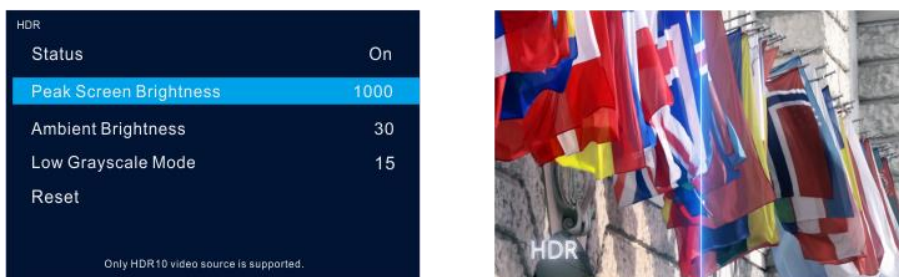 HDR
Status On
Peak Screen Brightness 1000
Ambient Brightness 30
Low Grayscale Mode 15
Reset
Only HDR10 video source is supported.
HDR